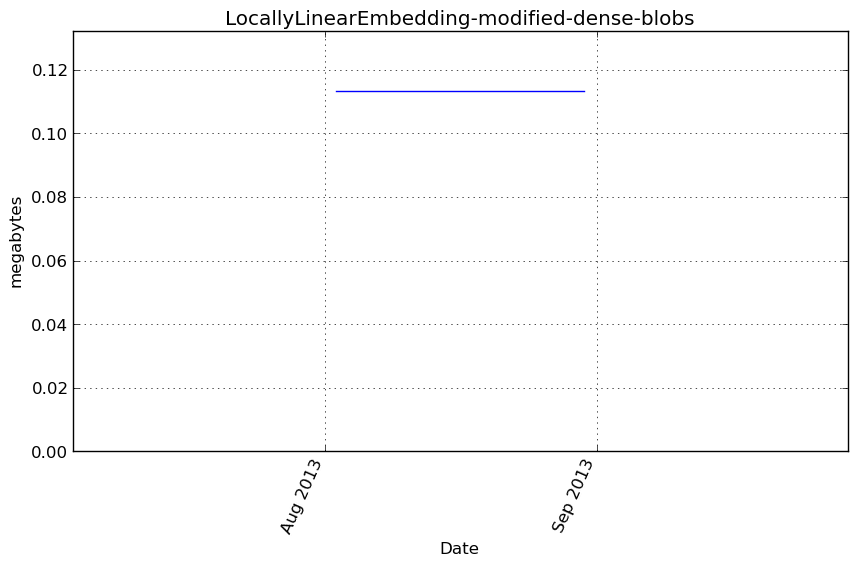 LocallyLinearEmbedding-modified-dense-blobs
0.12
0.10
0.08
0.06
0.04
0.02
0.00
megabytes
Aug 2013
Sep 2013
Date